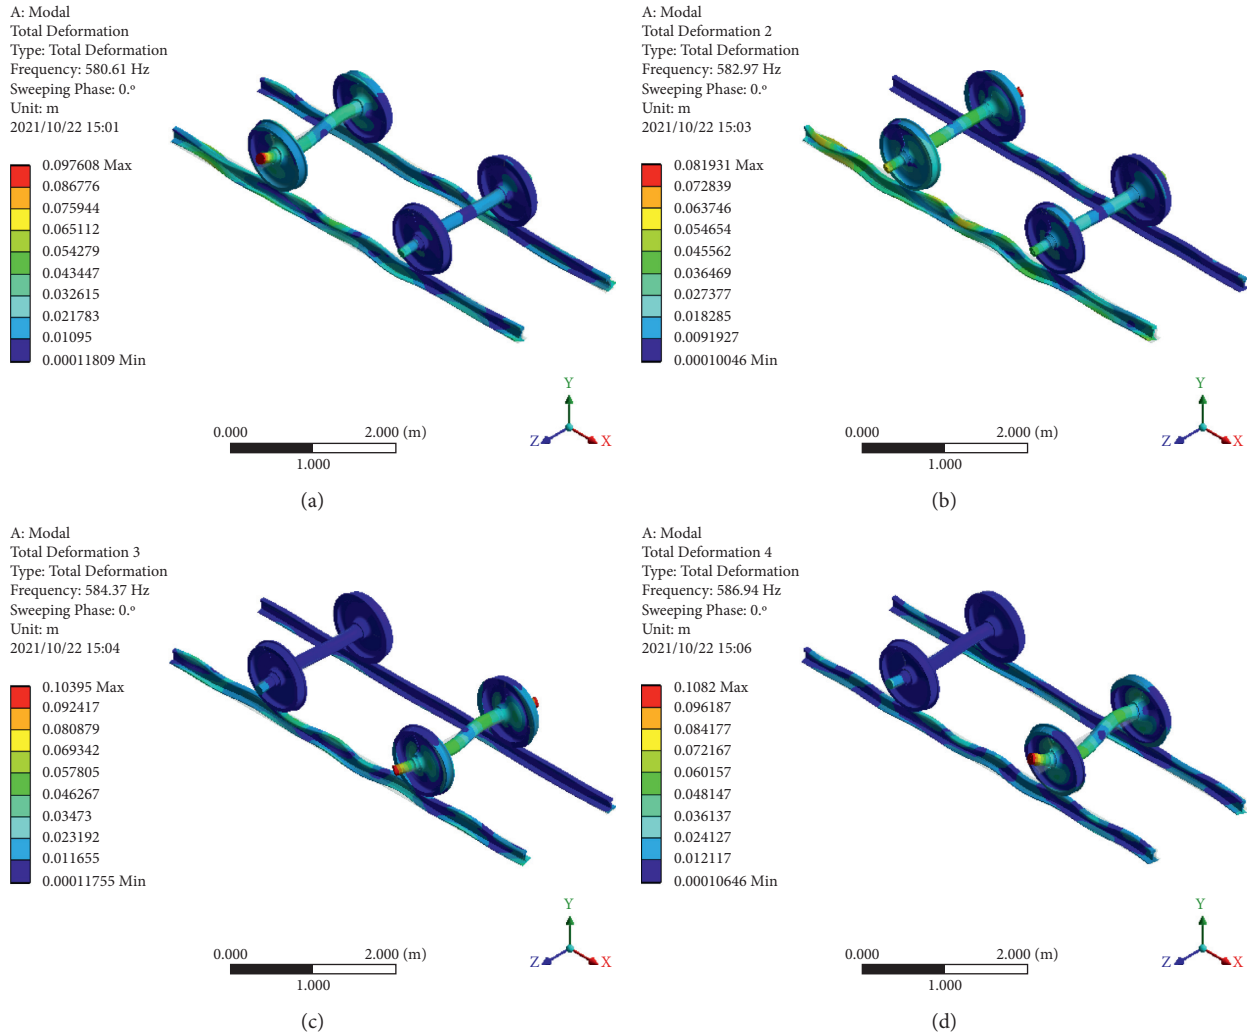 A: Modal
Total Deformation
Type: Total Deformation
Frequency: 580.61 Hz
Sweeping Phase: 0.º
Unit: m
2021/10/22 15:01
0.097608 Max
0.086776
0.075944
0.065112
0.054279
0.043447
0.032615
0.021783
0.01095
0.00011809 Min
0.000
2.000 (m)
1.000
Y
Z
X
(a)
A: Modal
Total Deformation 2
Type: Total Deformation
Frequency: 582.97 Hz
Sweeping Phase: 0.º
Unit: m
2021/10/22 15:03
0.081931 Max
0.072839
0.063746
0.054654
0.045562
0.036469
0.027377
0.018285
0.0091927
0.00010046 Min
0.000
2.000 (m)
1.000
Y
Z
X
(b)
A: Modal
Total Deformation 3
Type: Total Deformation
Frequency: 584.37 Hz
Sweeping Phase: 0.º
Unit: m
2021/10/22 15:04
0.10395 Max
0.092417
0.080879
0.069342
0.057805
0.046267
0.03473
0.023192
0.011655
0.00011755 Min
0.000
2.000 (m)
1.000
Y
Z
X
(c)
A: Modal
Total Deformation 4
Type: Total Deformation
Frequency: 586.94 Hz
Sweeping Phase: 0.º
Unit: m
2021/10/22 15:06
0.1082 Max
0.096187
0.084177
0.072167
0.060157
0.048147
0.036137
0.024127
0.012117
0.00010646 Min
0.000
2.000 (m)
1.000
Y
Z
X
(d)